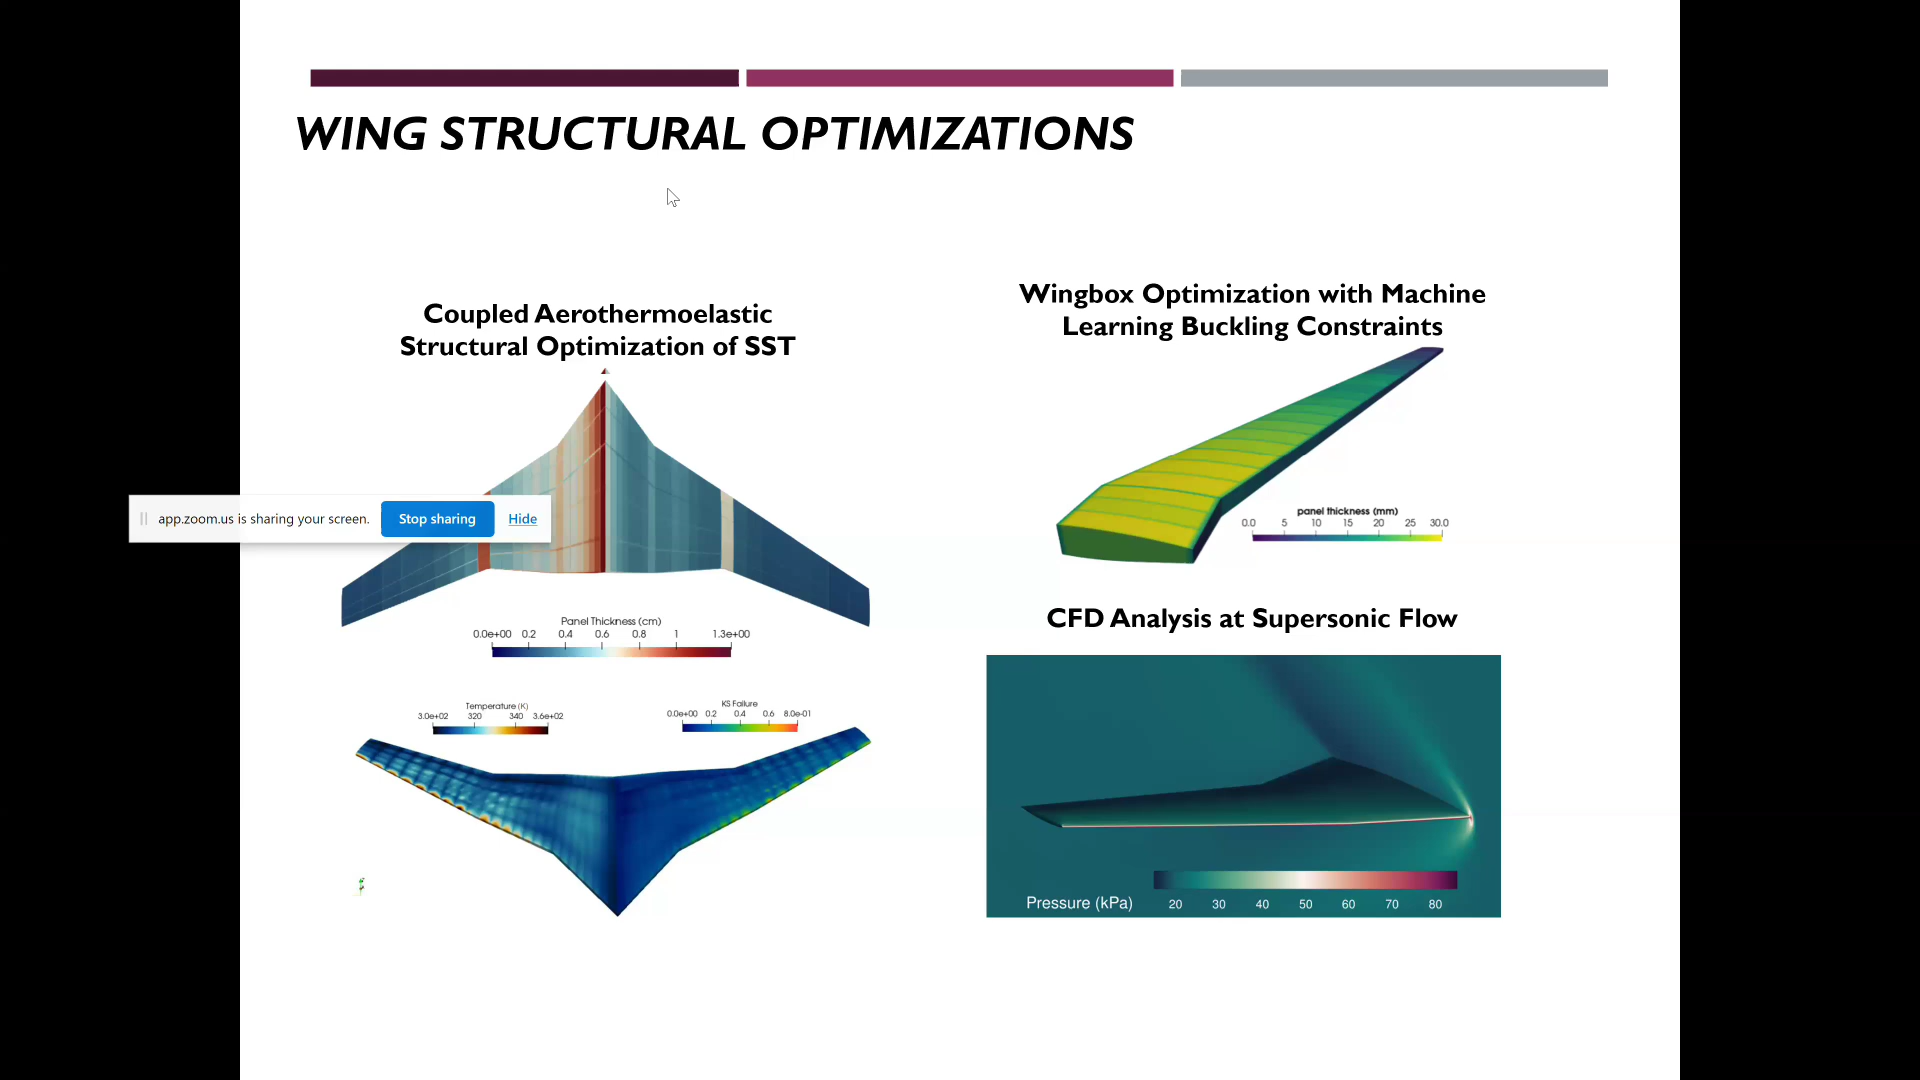 WING STRUCTURAL OPTIMIZATIONS
Coupled Aerothermoelastic
Structural Optimization of SST
app.zoom.us is sharing your screen. Stop sharing Hide
Panel Thickness (cm)
0.0e+00 0.2 0.4 0.6 0.8 1 1.3e+00
Temperature (K)
3.0e+02 320 340 3.6e+02
KS Failure
0.0e+00 0.2 0.4 0.6 8.0e-01
Wingbox Optimization with Machine
Learning Buckling Constraints
panel thickness (mm)
0.0 5 10 15 20 25 30.0
CFD Analysis at Supersonic Flow
Pressure (kPa) 20 30 40 50 60 70 80